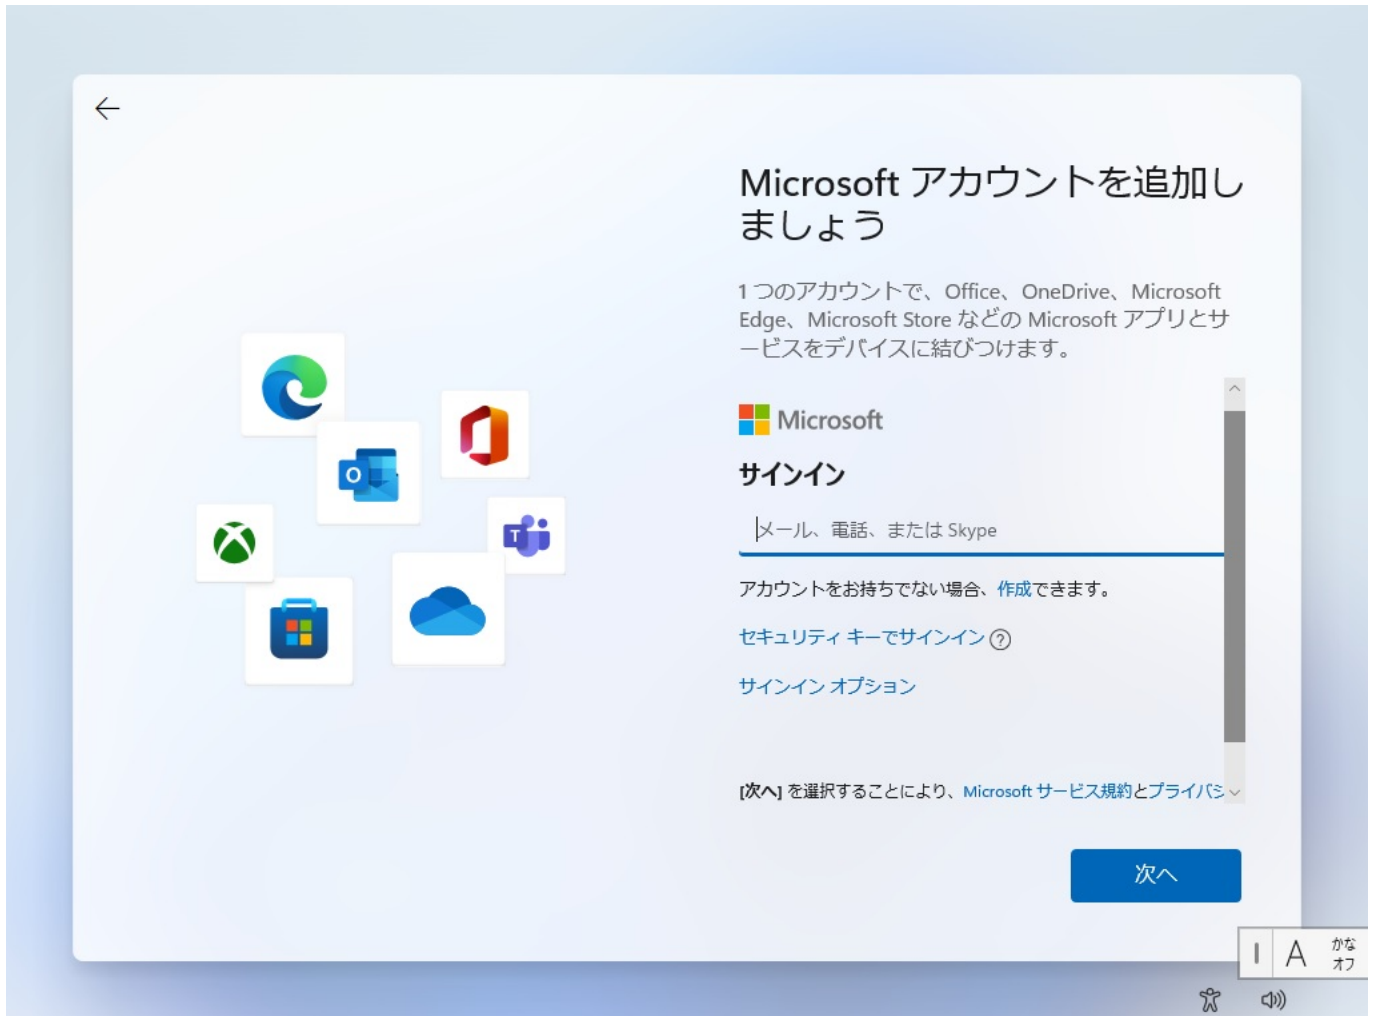 Microsoft アカウントを追加し
ましょう
1 つのアカウントで、Office、OneDrive、Microsoft
Edge、Microsoft Store などの Microsoft アプリとサ
ービスをデバイスに結びつけます。
Microsoft
サインイン
メール、電話、または Skype
アカウントをお持ちでない場合、作成できます。
セキュリティ キーでサインイン ?
サインイン オプション
[次へ] を選択することにより、Microsoft サービス規約とプライバシ
次へ
A かな
オフ